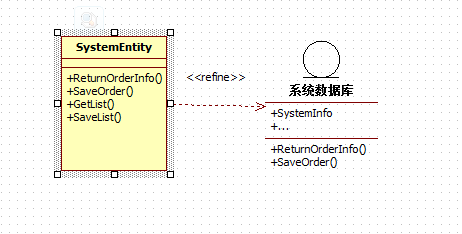 SystemEntity
+ReturnOrderInfo()
+SaveOrder()
+GetList()
+SaveList()
<<refine>>
系统数据库
+SystemInfo
+...
+ReturnOrderInfo()
+SaveOrder()